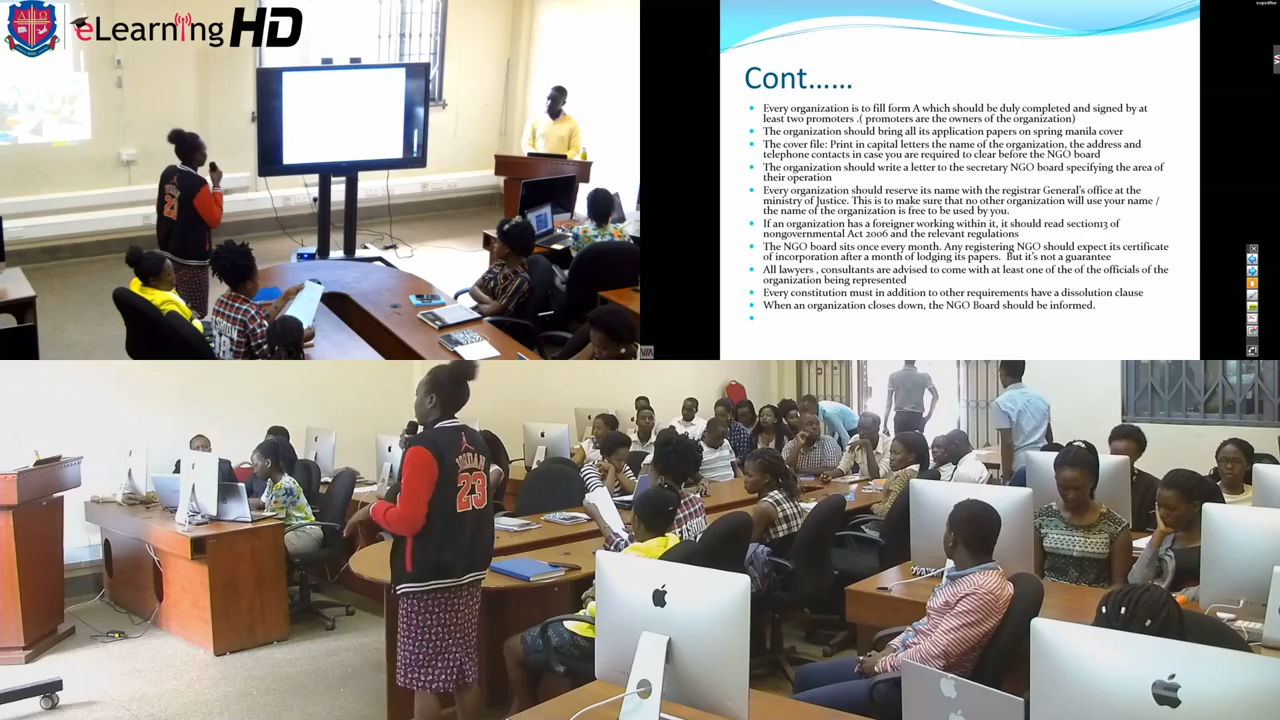 eLearning HD
expeditor
Cont……
Every organization is to fill form A which should be duly completed and signed by at
least two promoters .( promoters are the owners of the organization)
The organization should bring all its application papers on spring manila cover
The cover file: Print in capital letters the name of the organization, the address and
telephone contacts in case you are required to clear before the NGO board
The organization should write a letter to the secretary NGO board specifying the area of
their operation
Every organization should reserve its name with the registrar General's office at the
ministry of Justice. This is to make sure that no other organization will use your name /
the name of the organization is free to be used by you.
If an organization has a foreigner working within it, it should read section13 of
nongovernmental Act 2006 and the relevant regulations
The NGO board sits once every month. Any registering NGO should expect its certificate
of incorporation after a month of lodging its papers.  But it's not a guarantee
All lawyers , consultants are advised to come with at least one of the of the officials of the
organization being represented
Every constitution must in addition to other requirements have a dissolution clause
When an organization closes down, the NGO Board should be informed.
23
FASHION
VIA
JORDAN
23
FASHION